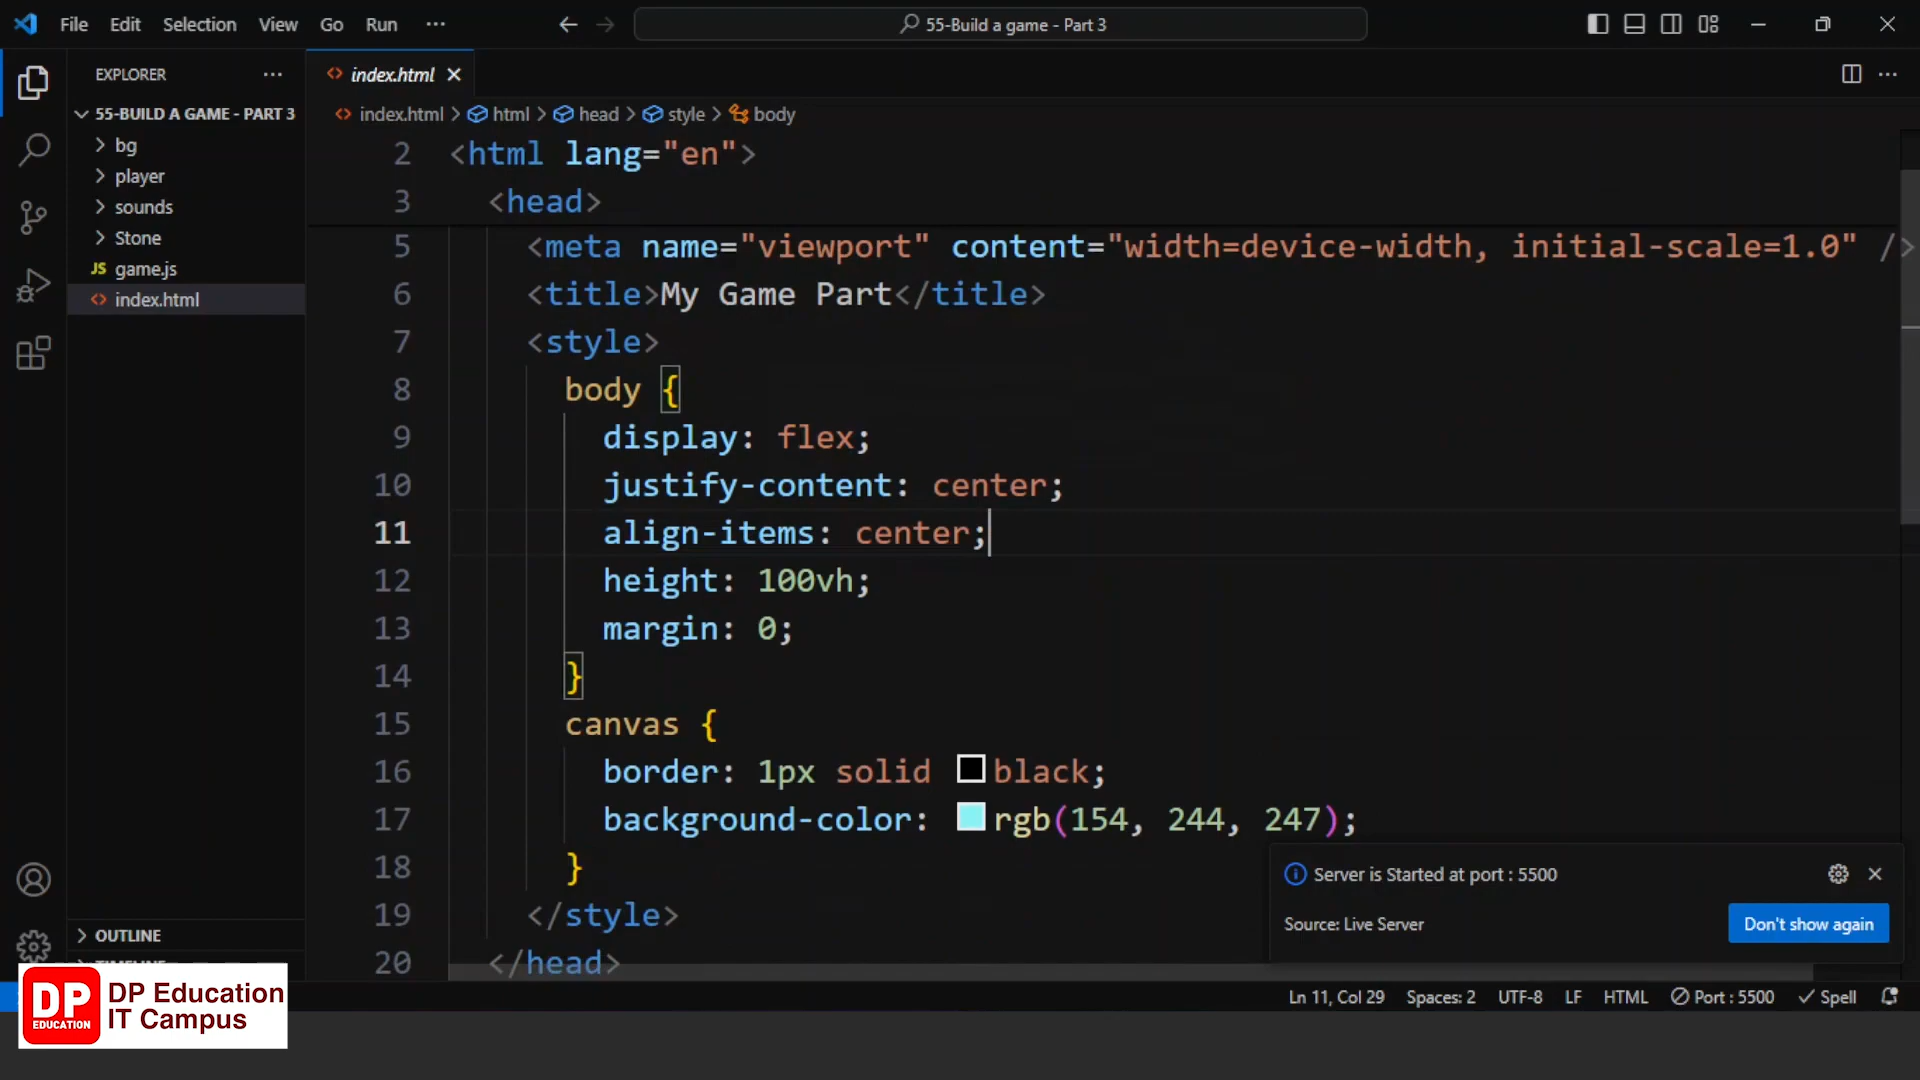 File Edit Selection View Go Run ··· 55-Build a game - Part 3
EXPLORER ···
55-BUILD A GAME - PART 3
bg
player
sounds
Stone
JS game.js
<> index.html
OUTLINE
TIMELINE
<> index.html
<> index.html > html > head > style > body
2 <html lang="en">
3 <head>
5 <meta name="viewport" content="width=device-width, initial-scale=1.0" />
6 <title>My Game Part</title>
7 <style>
8 body {
9 display: flex;
10 justify-content: center;
11 align-items: center;
12 height: 100vh;
13 margin: 0;
14 }
15 canvas {
16 border: 1px solid black;
17 background-color: rgb(154, 244, 247);
18 }
19 </style>
20 </head>
Server is Started at port : 5500
Source: Live Server
Don't show again
Ln 11, Col 29 Spaces: 2 UTF-8 LF HTML Port : 5500 Spell
DP
EDUCATION
DP Education
IT Campus